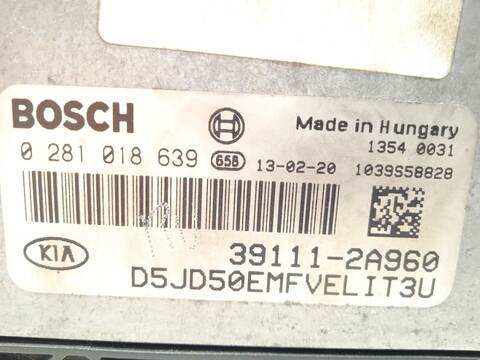 BOSCH
Made in Hungary
1354 0031
0 281 018 639 658 13-02-20 1039S58828
KIA
39111-2A960
D5JD50EMFVELIT3U